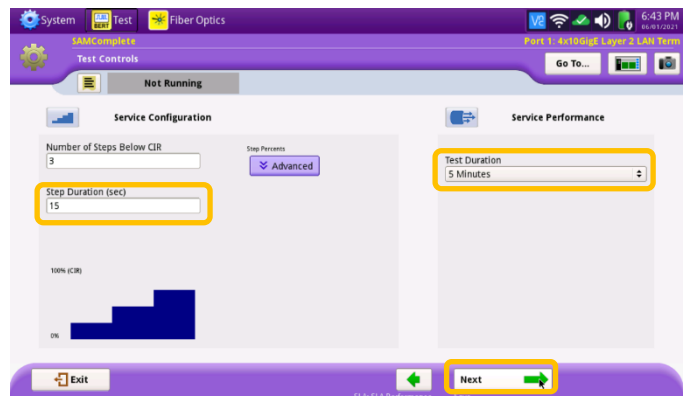 System Test Fiber Optics
V2
6:43 PM
06/01/2021
SAMComplete
Port 1: 4x10GigE Layer 2 LAN Term
Test Controls
Go To...
Not Running
Service Configuration
Service Performance
Number of Steps Below CIR
3
Step Percents
Advanced
Step Duration (sec)
15
Test Duration
5 Minutes
100% (CIR)
0%
Exit
Next